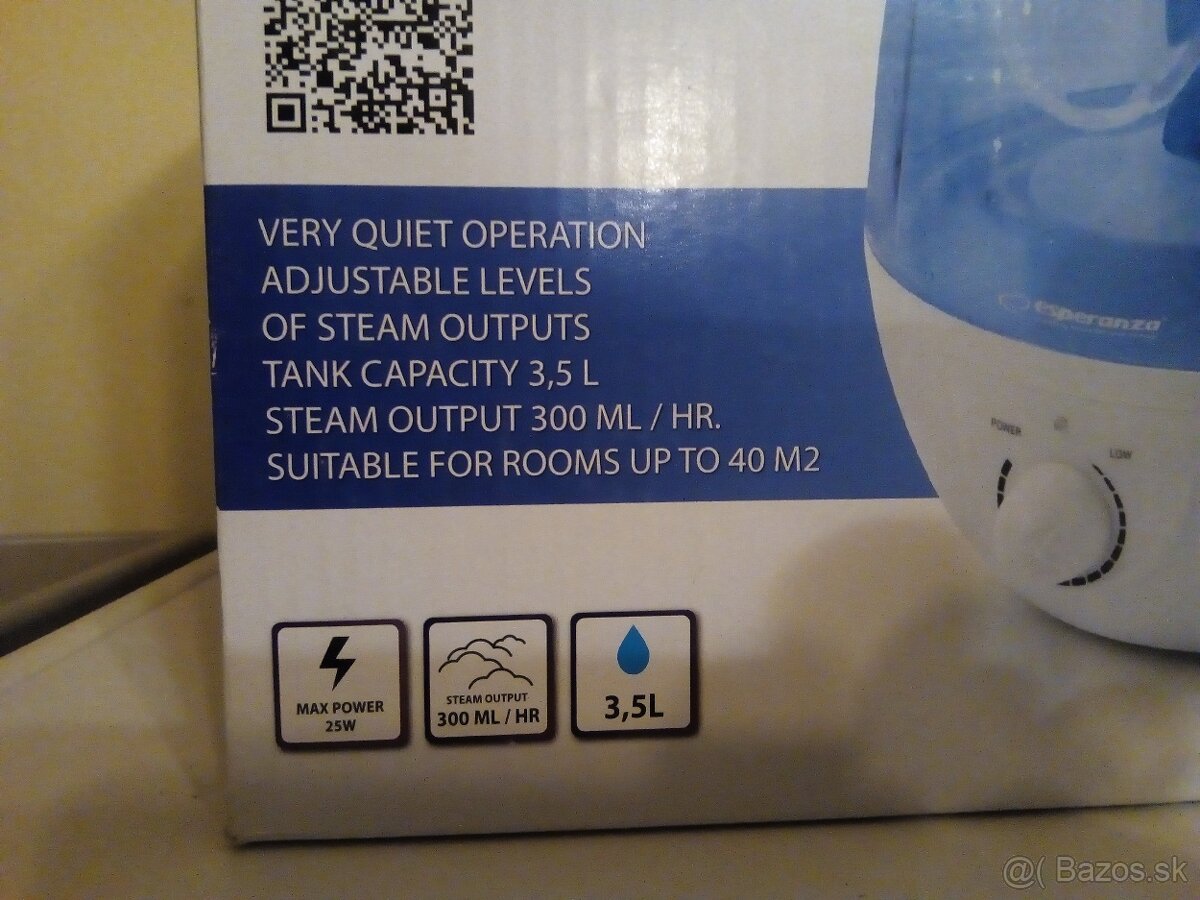 VERY QUIET OPERATION
ADJUSTABLE LEVELS
OF STEAM OUTPUTS
TANK CAPACITY 3,5 L
STEAM OUTPUT 300 ML / HR.
SUITABLE FOR ROOMS UP TO 40 M2
esperanza
POWER
LOW
MAX POWER
25W
STEAM OUTPUT
300 ML / HR
3,5L
@( Bazos.sk